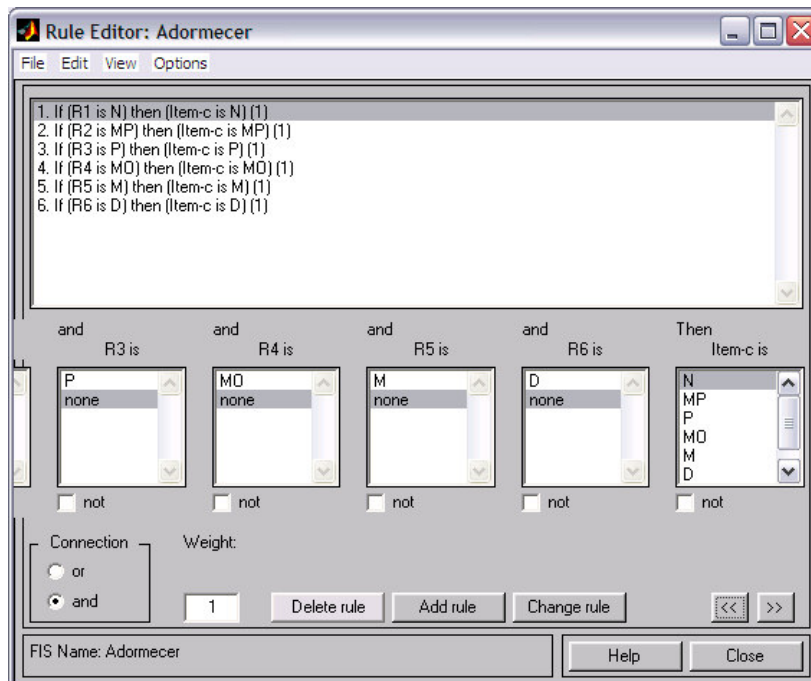 Rule Editor: Adormecer
File Edit View Options
1. If (R1 is N) then (Item-c is N) (1)
2. If (R2 is MP) then (Item-c is MP) (1)
3. If (R3 is P) then (Item-c is P) (1)
4. If (R4 is MO) then (Item-c is MO) (1)
5. If (R5 is M) then (Item-c is M) (1)
6. If (R6 is D) then (Item-c is D) (1)
and and and and Then
R3 is R4 is R5 is R6 is Item-c is
P MO M D N
none none none none MP
P
MO
M
D
not not not not not
Connection Weight:
or
and 1 Delete rule Add rule Change rule << >>
FIS Name: Adormecer Help Close